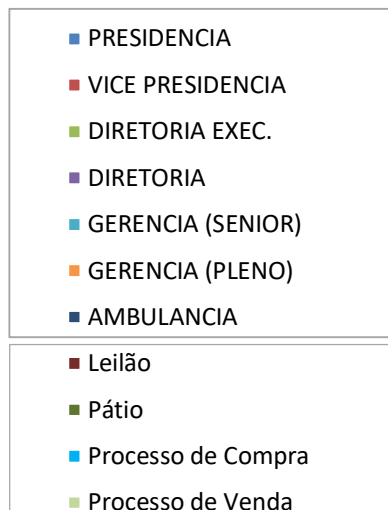 PRESIDENCIA
VICE PRESIDENCIA
DIRETORIA EXEC.
DIRETORIA
GERENCIA (SENIOR)
GERENCIA (PLENO)
AMBULANCIA
Leilão
Pátio
Processo de Compra
Processo de Venda